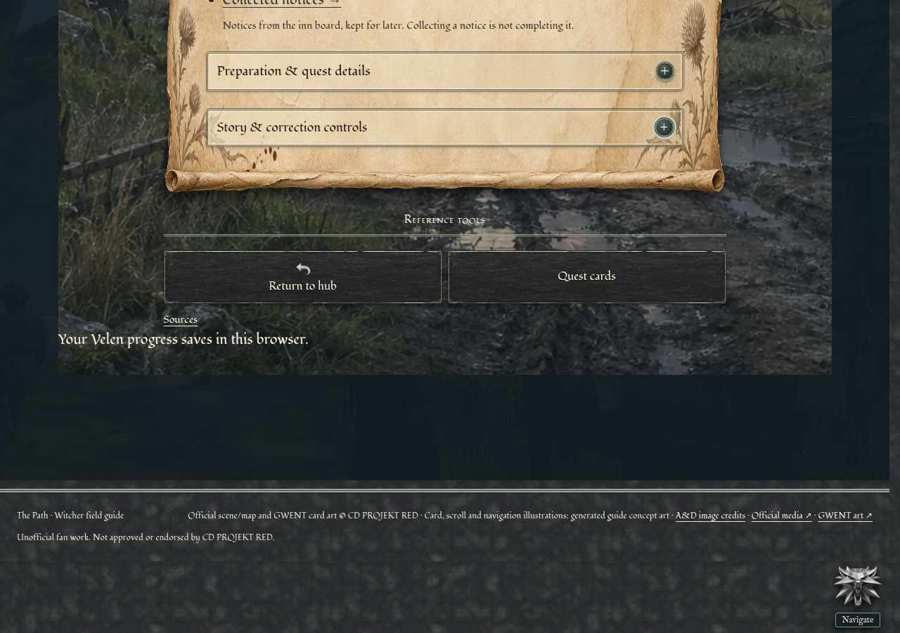 Collected notices →
Notices from the inn board, kept for later. Collecting a notice is not completing it.
Preparation & quest details
Story & correction controls
Reference tools
Return to hub
Quest cards
Sources
Your Velen progress saves in this browser.
The Path · Witcher field guide
Official scene/map and GWENT card art © CD PROJEKT RED · Card, scroll and navigation illustrations: generated guide concept art · A&D image credits · Official media ↗ · GWENT art ↗
Unofficial fan work. Not approved or endorsed by CD PROJEKT RED.
Navigate